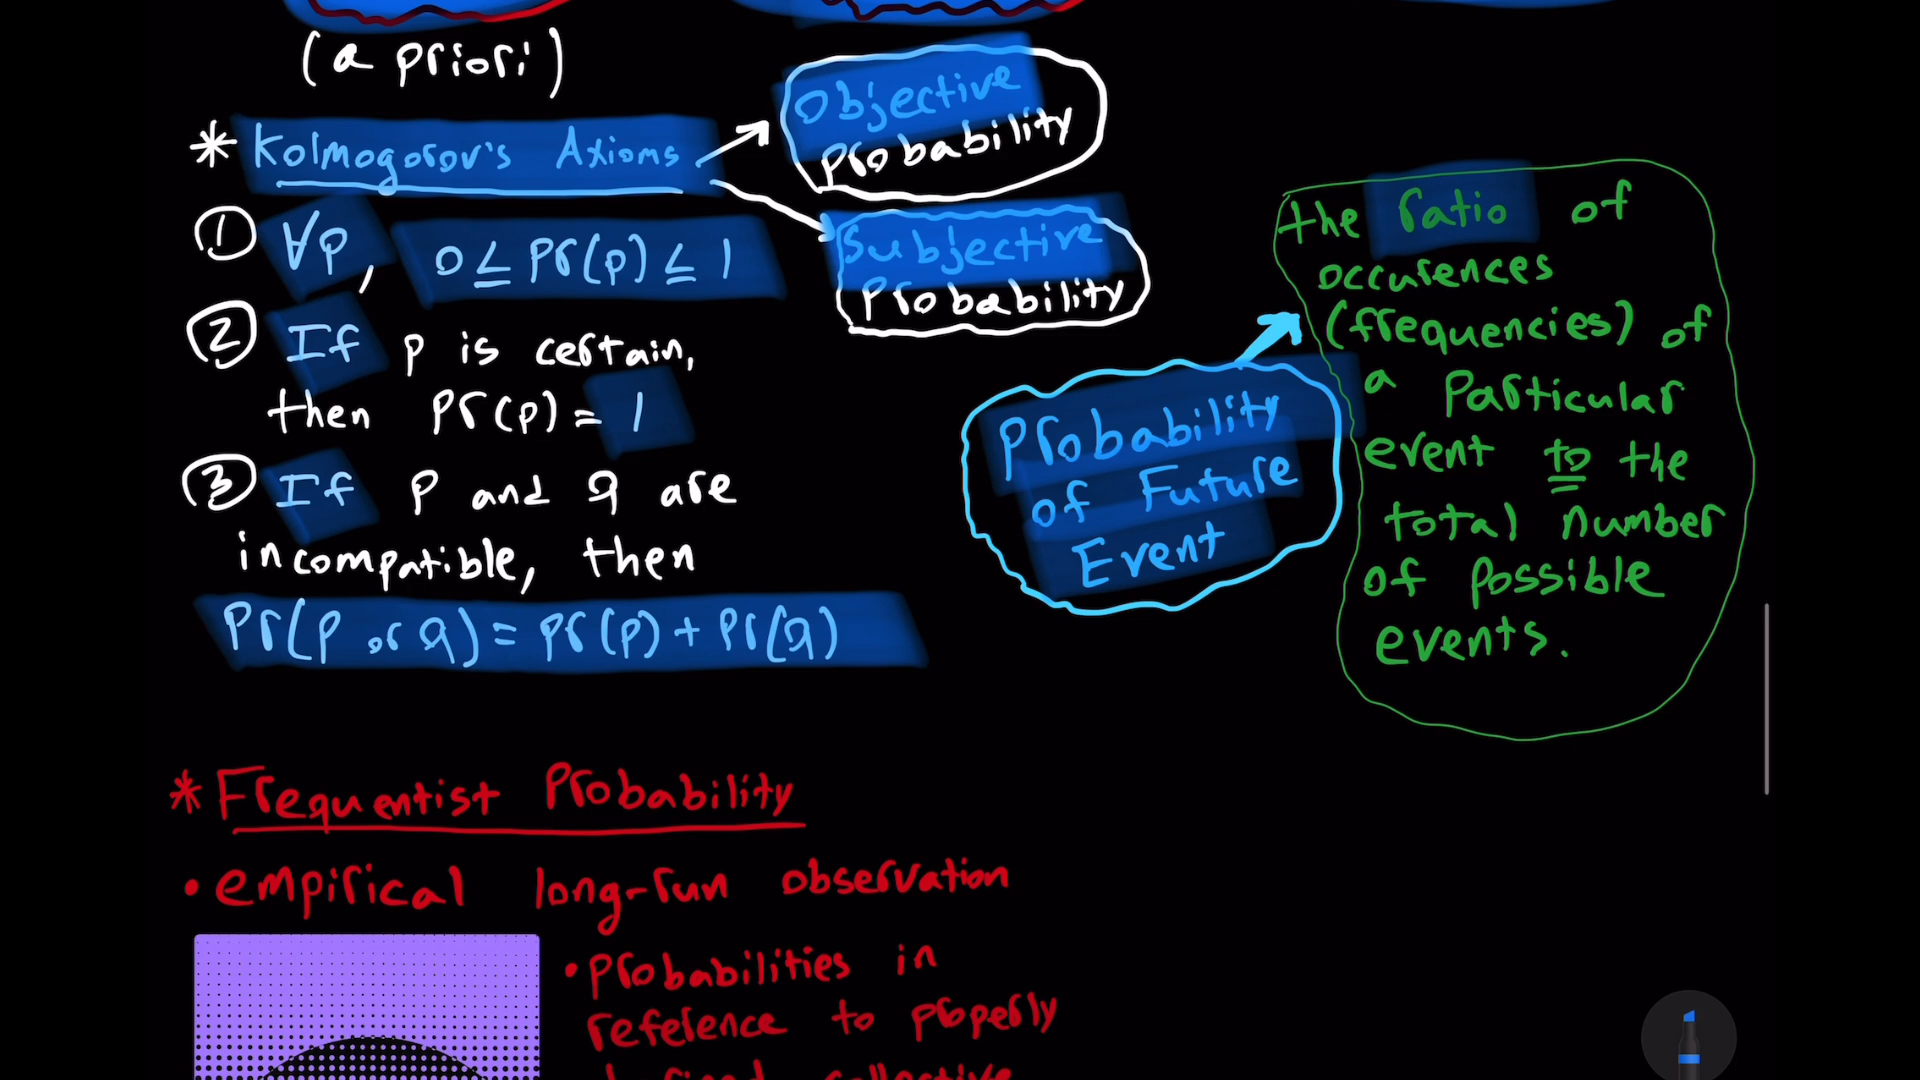 (a priori)
* Kolmogorov's Axioms
Objective
Probability
Subjective
Probability
① ∀p, 0 ≤ Pr(p) ≤ 1
② If p is certain,
then Pr(p) = 1
③ If p and q are
incompatible, then
Pr(p or q) = Pr(p) + Pr(q)
Probability
of Future
Event
the ratio of
occurences
(frequencies) of
a particular
event to the
total number
of possible
events.
* Frequentist Probability
• empirical long-run observation
• Probabilities in
reference to properly
collective